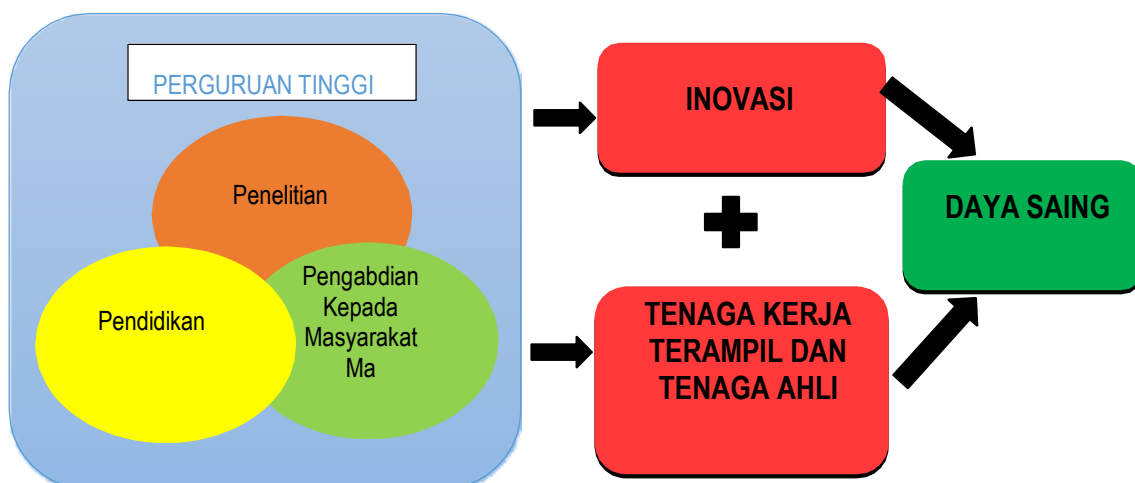 PERGURUAN TINGGI
Penelitian
Pendidikan
Pengabdian
Kepada
Masyarakat
Ma
INOVASI
TENAGA KERJA
TERAMPIL DAN
TENAGA AHLI
DAYA SAING